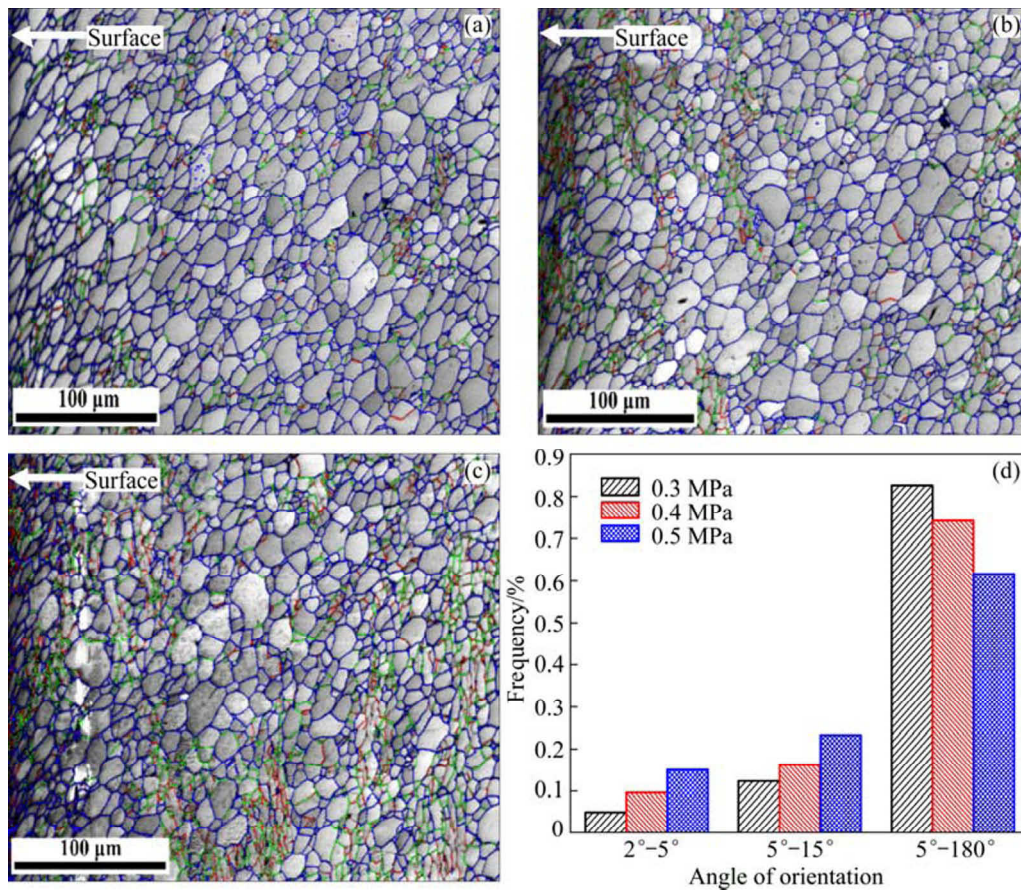 (a)
Surface
100 µm
(b)
Surface
100 µm
(c)
Surface
100 µm
(d)
0.3 MPa
0.4 MPa
0.5 MPa
Frequency/%
0.9
0.8
0.7
0.6
0.5
0.4
0.3
0.2
0.1
0
2°−5°
5°−15°
5°−180°
Angle of orientation